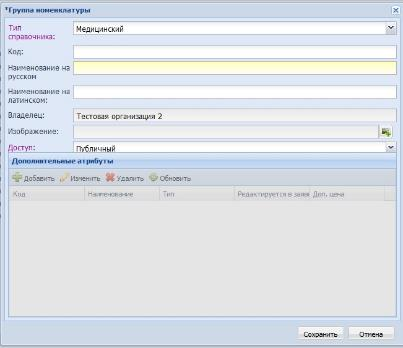 *Группа номенклатуры
Тип справочника: Медицинский
Код:
Наименование на русском
Наименование на латинском:
Владелец: Тестовая организация 2
Изображение:
Доступ: Публичный
Дополнительные атрибуты
Добавить Изменить Удалить Обновить
Код Наименование Тип Редактируется в заяв Доп. цена
Сохранить Отмена